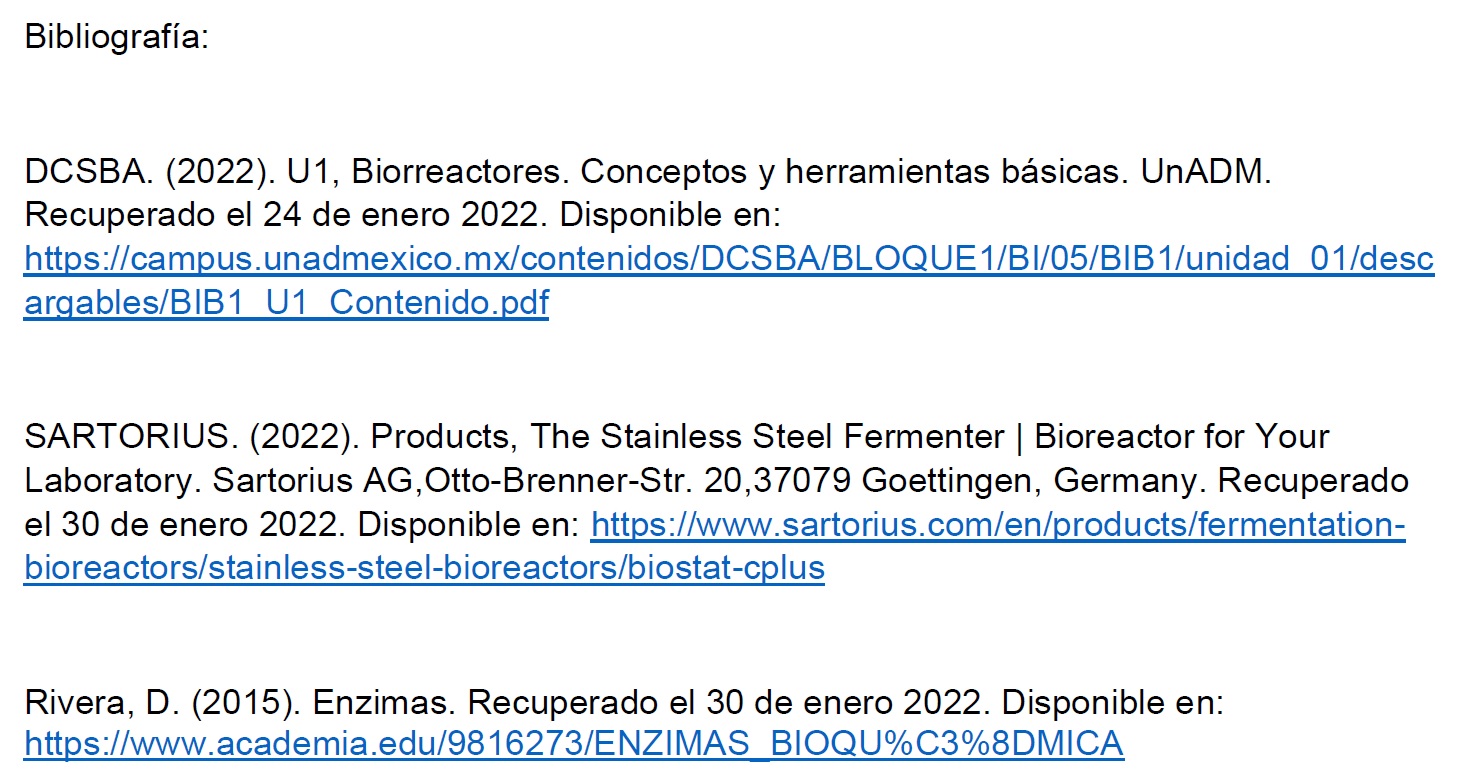 Bibliografía:
DCSBA. (2022). U1, Biorreactores. Conceptos y herramientas básicas. UnADM.
Recuperado el 24 de enero 2022. Disponible en:
https://campus.unadmexico.mx/contenidos/DCSBA/BLOQUE1/BI/05/BIB1/unidad_01/desc
argables/BIB1_U1_Contenido.pdf
SARTORIUS. (2022). Products, The Stainless Steel Fermenter | Bioreactor for Your
Laboratory. Sartorius AG,Otto-Brenner-Str. 20,37079 Goettingen, Germany. Recuperado
el 30 de enero 2022. Disponible en: https://www.sartorius.com/en/products/fermentation-
bioreactors/stainless-steel-bioreactors/biostat-cplus
Rivera, D. (2015). Enzimas. Recuperado el 30 de enero 2022. Disponible en:
https://www.academia.edu/9816273/ENZIMAS_BIOQU%C3%8DMICA